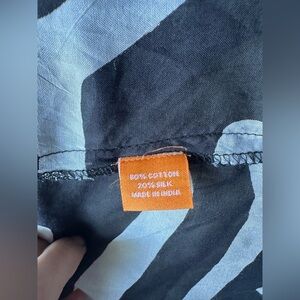 80% COTTON
20% SILK
MADE IN INDIA